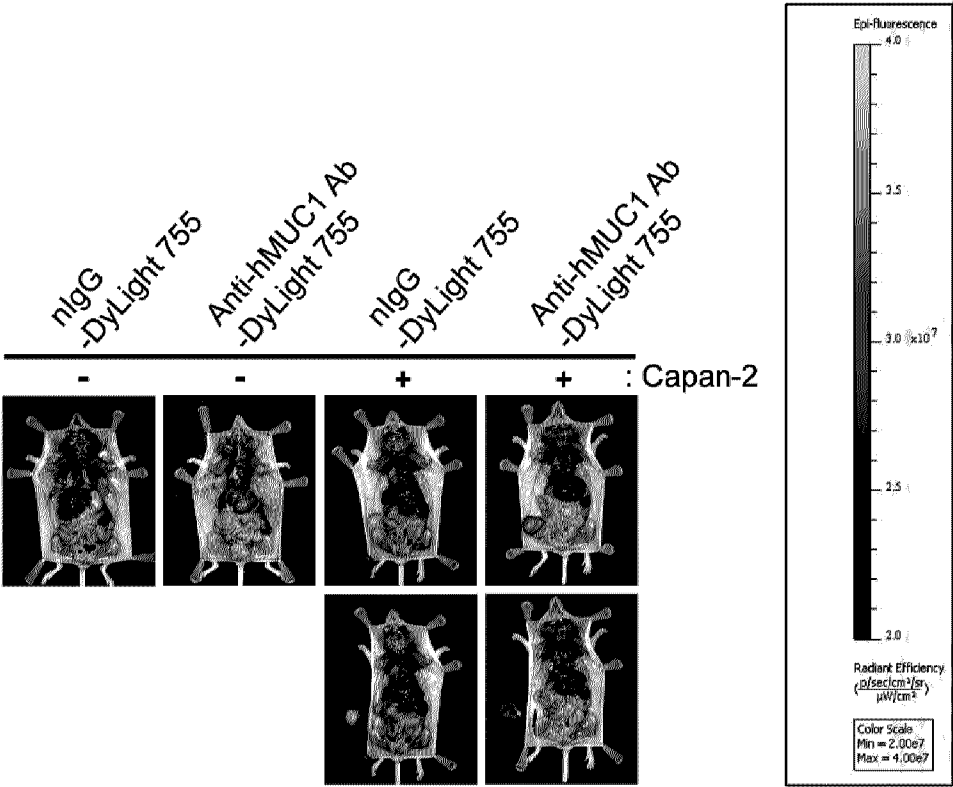 nIgG
-DyLight 755
Anti-hMUC1 Ab
-DyLight 755
nIgG
-DyLight 755
Anti-hMUC1 Ab
-DyLight 755
- - + + : Capan-2
Epi-fluorescence
4.0
3.5
3.0 x10⁷
2.5
2.0
Radiant Efficiency
(p/sec/cm²/sr
µW/cm²)
Color Scale
Min = 2.00e7
Max = 4.00e7